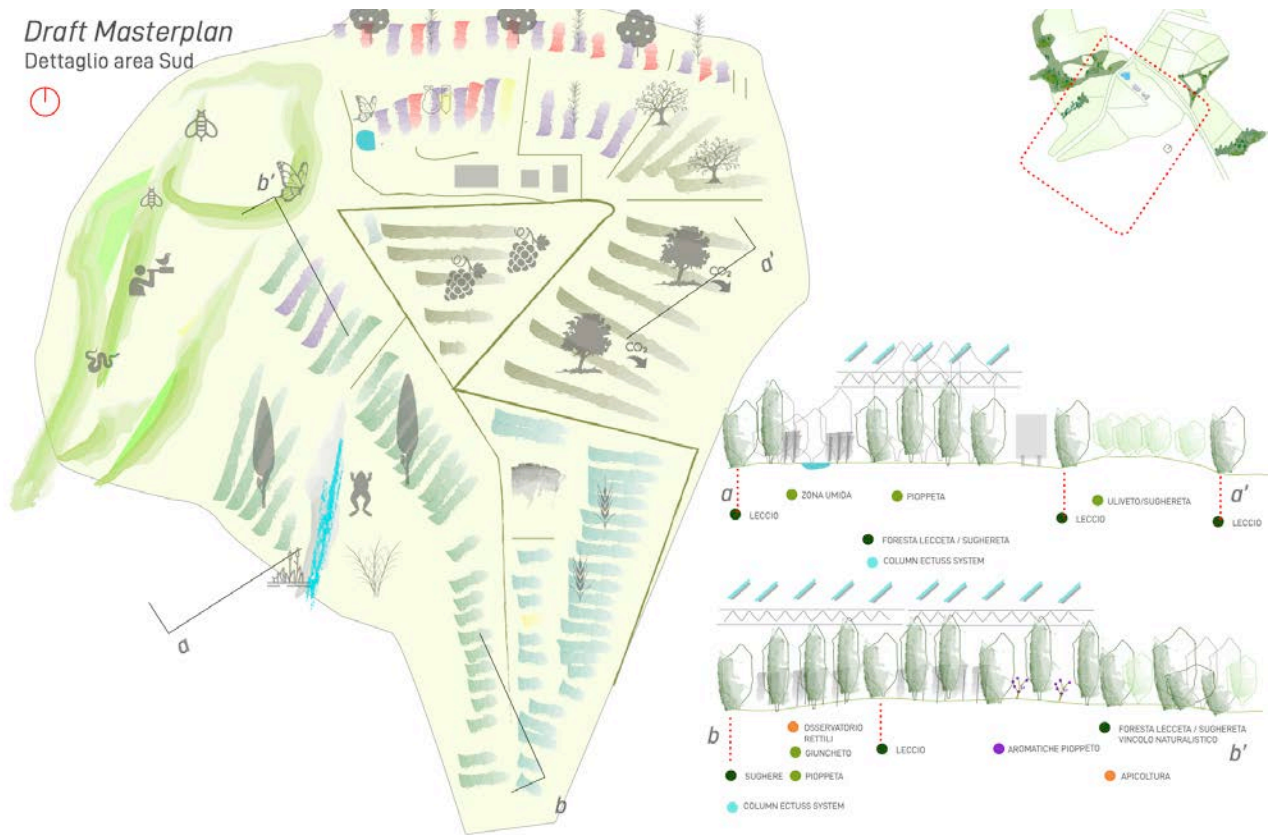 Draft Masterplan
Dettaglio area Sud
b'
a'
CO₂
CO₂
a
b
a
ZONA UMIDA
PIOPPETA
ULIVETO/SUGHERETA
a'
LECCIO
LECCIO
LECCIO
FORESTA LECCETA / SUGHERETA
COLUMN ECTUSS SYSTEM
b
OSSERVATORIO
RETTILI
GIUNCHETO
LECCIO
AROMATICHE PIOPPETO
FORESTA LECCETA / SUGHERETA
VINCOLO NATURALISTICO
b'
SUGHERE
PIOPPETA
APICOLTURA
COLUMN ECTUSS SYSTEM